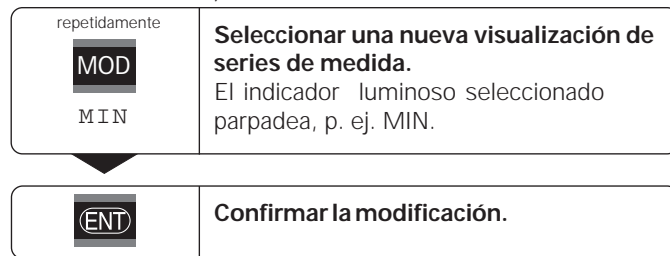 repetidamente
MOD
MIN
Seleccionar una nueva visualización de
series de medida.
El indicador luminoso seleccionado
parpadea, p. ej. MIN.
ENT
Confirmar la modificación.